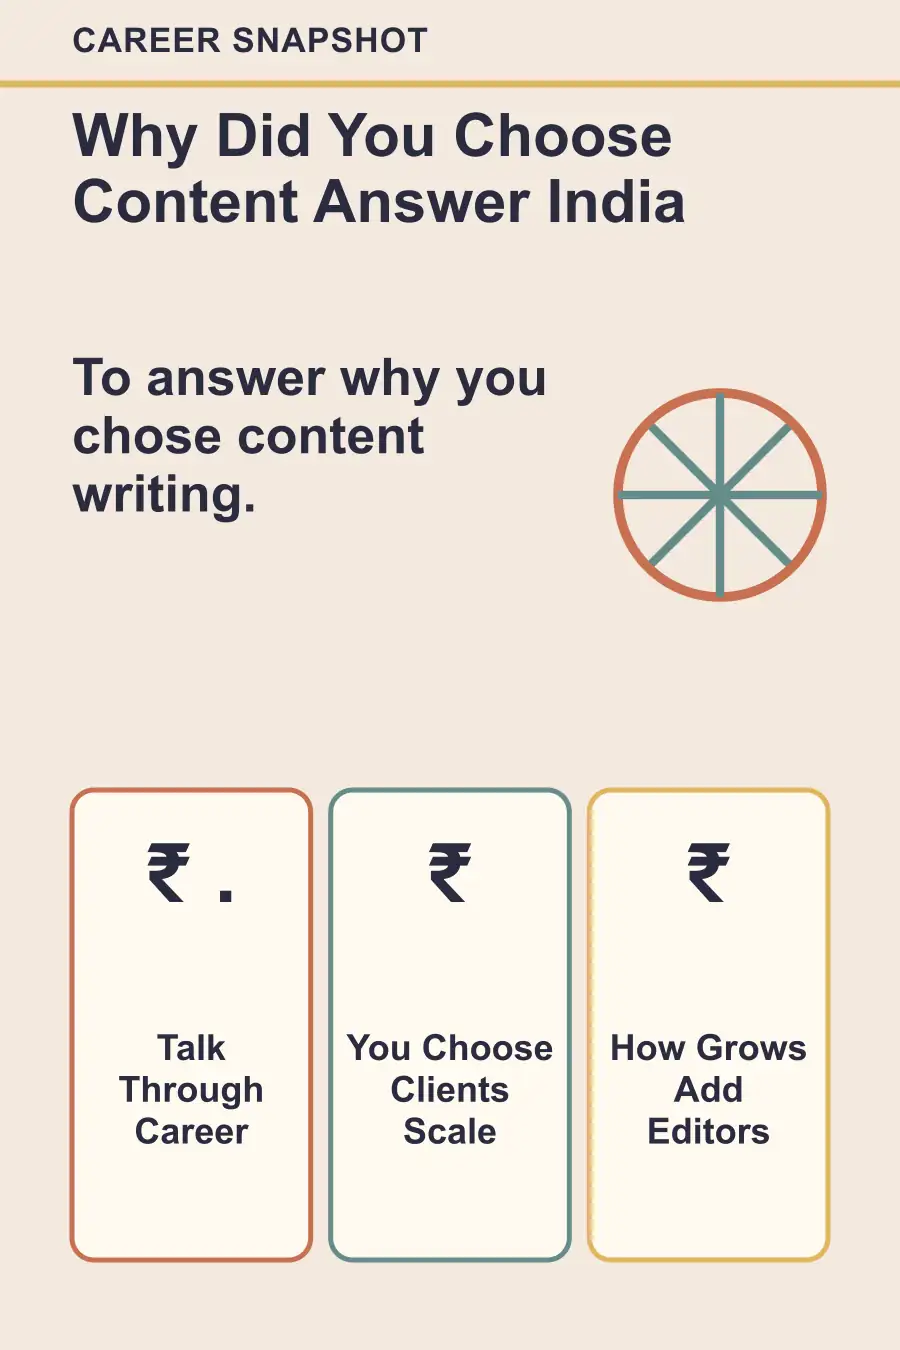 CAREER SNAPSHOT
Why Did You Choose
Content Answer India
To answer why you
chose content
writing.
₹ .
Talk
Through
Career
₹
You Choose
Clients
Scale
₹
How Grows
Add
Editors